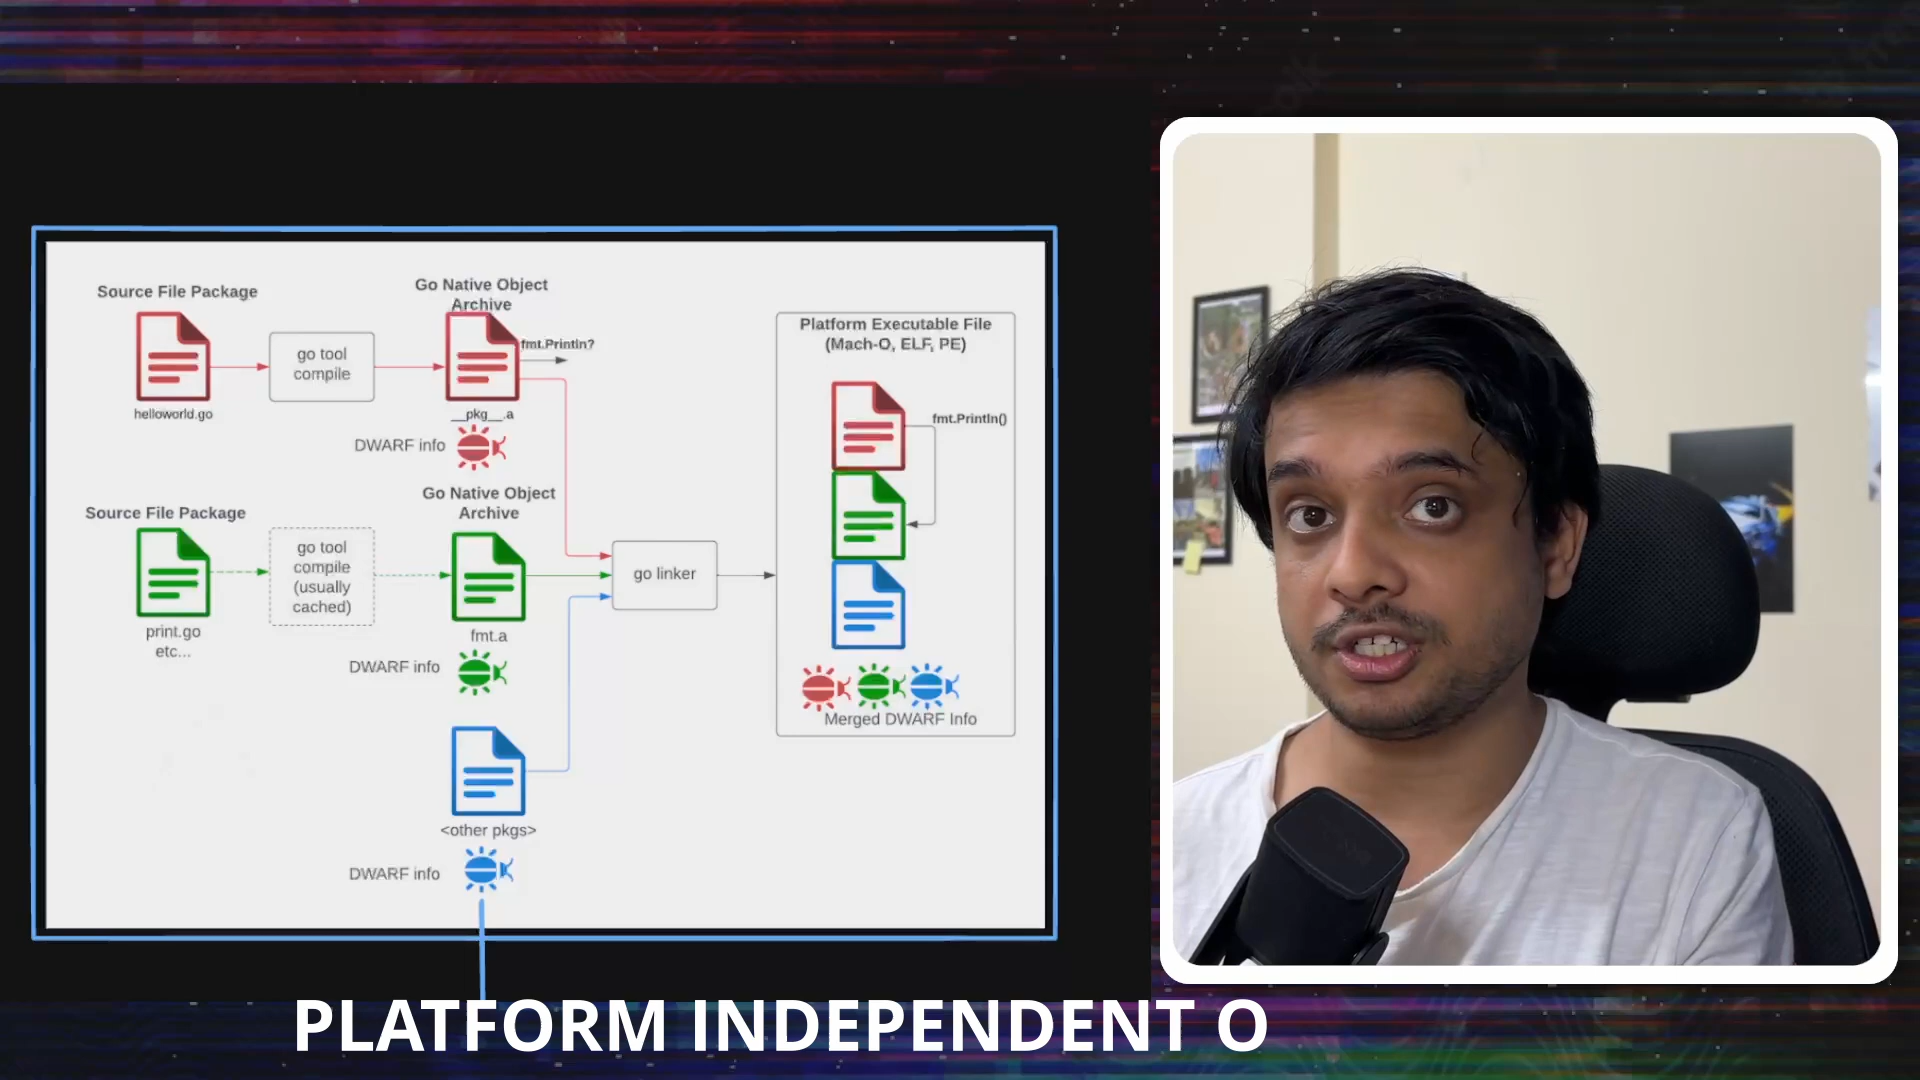 Source File Package
helloworld.go
go tool
compile
Go Native Object
Archive
fmt.Println?
__pkg__.a
DWARF info
Source File Package
print.go
etc...
go tool
compile
(usually
cached)
Go Native Object
Archive
fmt.a
DWARF info
<other pkgs>
DWARF info
go linker
Platform Executable File
(Mach-O, ELF, PE)
fmt.Println()
Merged DWARF Info
PLATFORM INDEPENDENT O